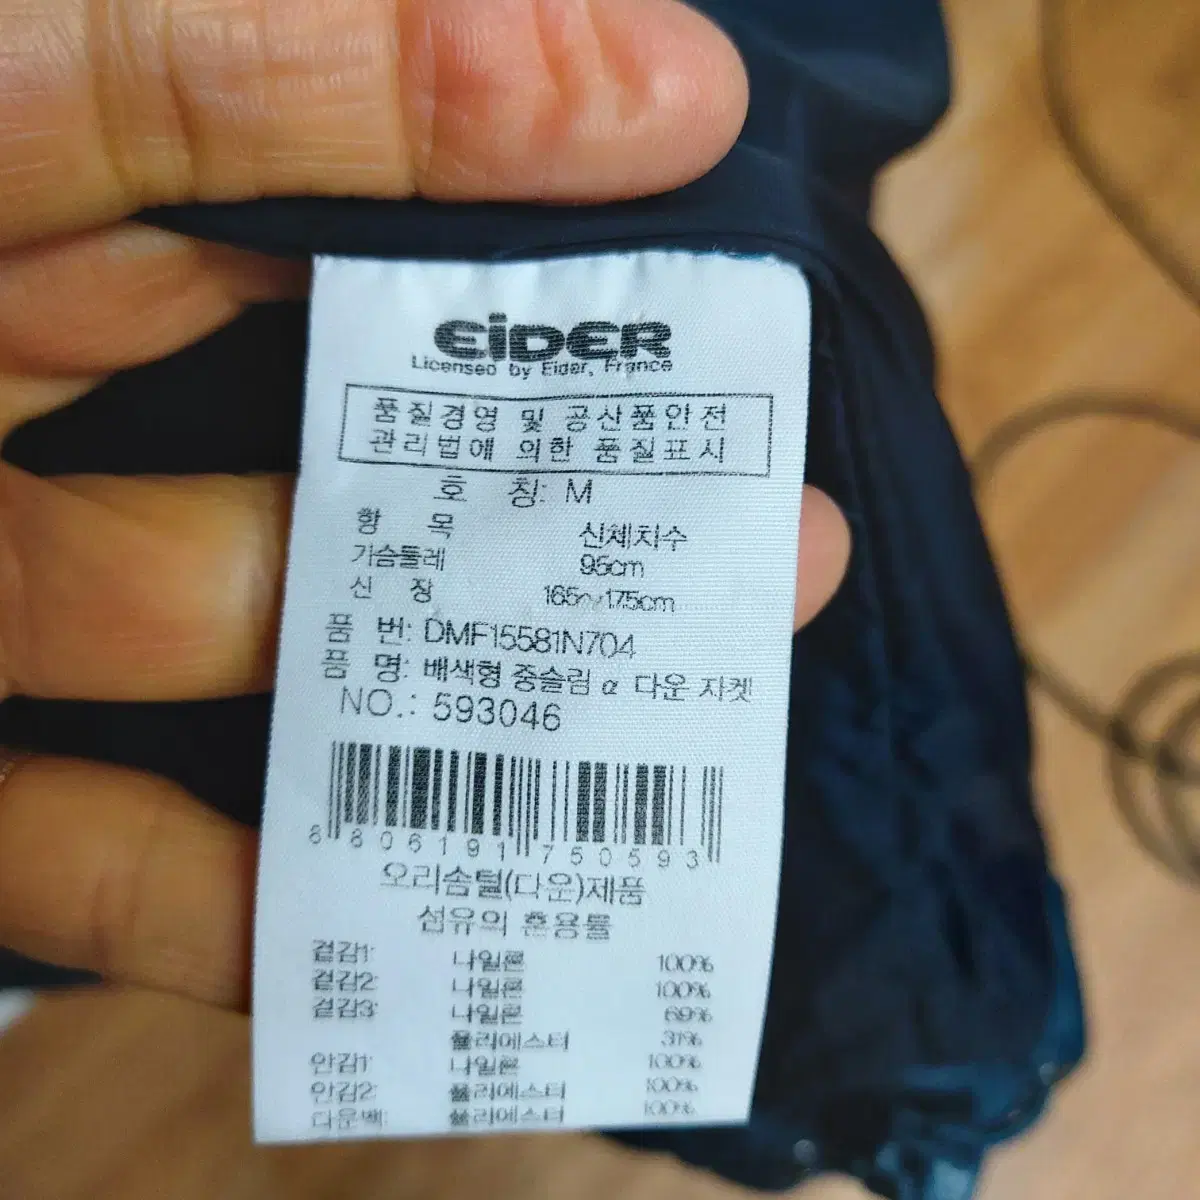 EiDER
Licensed by Eider, France
품질경영 및 공산품안전
관리법에 의한 품질표시
호 칭: M
항 목 신체치수
가슴둘레 95cm
신 장 165~175cm
품 번: DMF15581N704
품 명: 배색형 중슬림 α 다운 자켓
NO.: 593046
8 806191 750593
오리솜털(다운)제품
섬유의 혼용률
겉감1: 나일론 100%
겉감2: 나일론 100%
겉감3: 나일론 69%
폴리에스터 31%
안감1: 나일론 100%
안감2: 폴리에스터 100%
다운백: 폴리에스터 100%